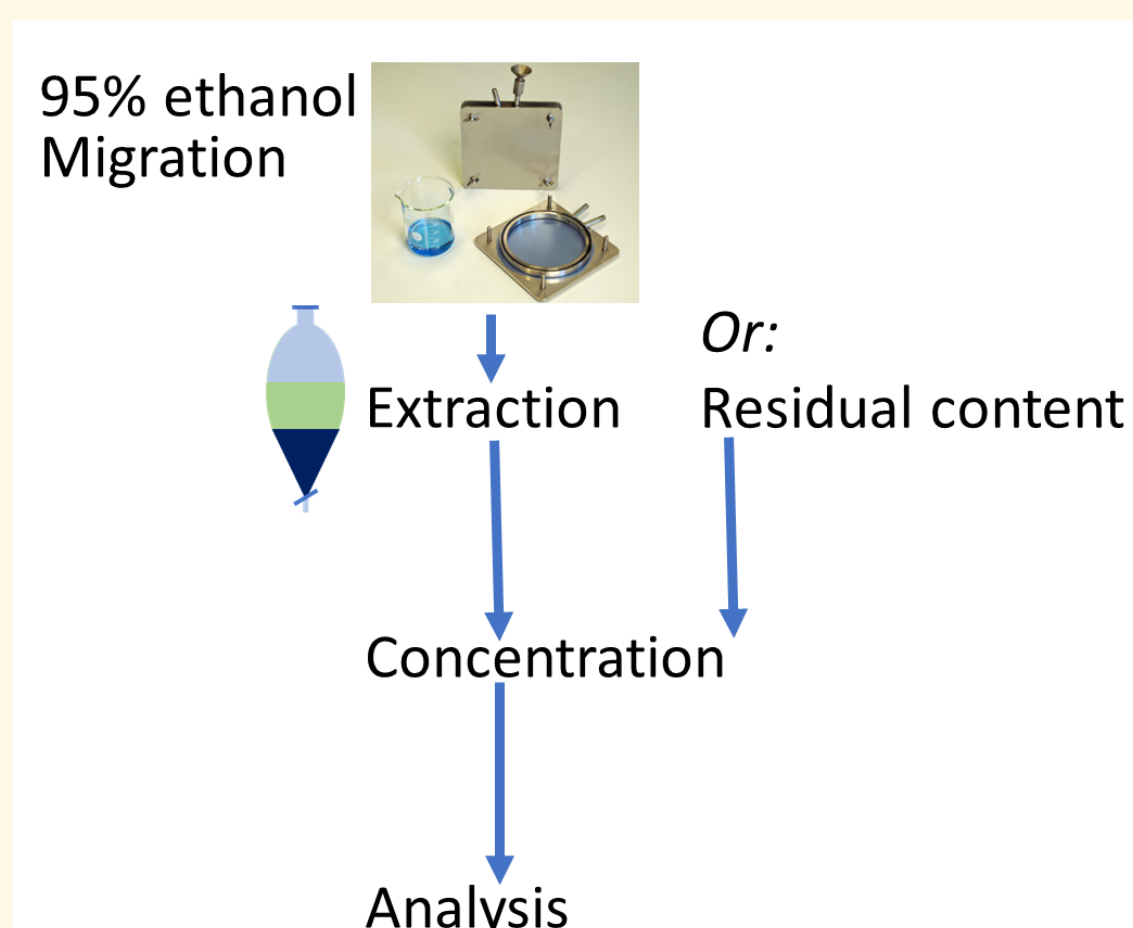 95% ethanol
Migration
Or:
Extraction
Residual content
Concentration
Analysis